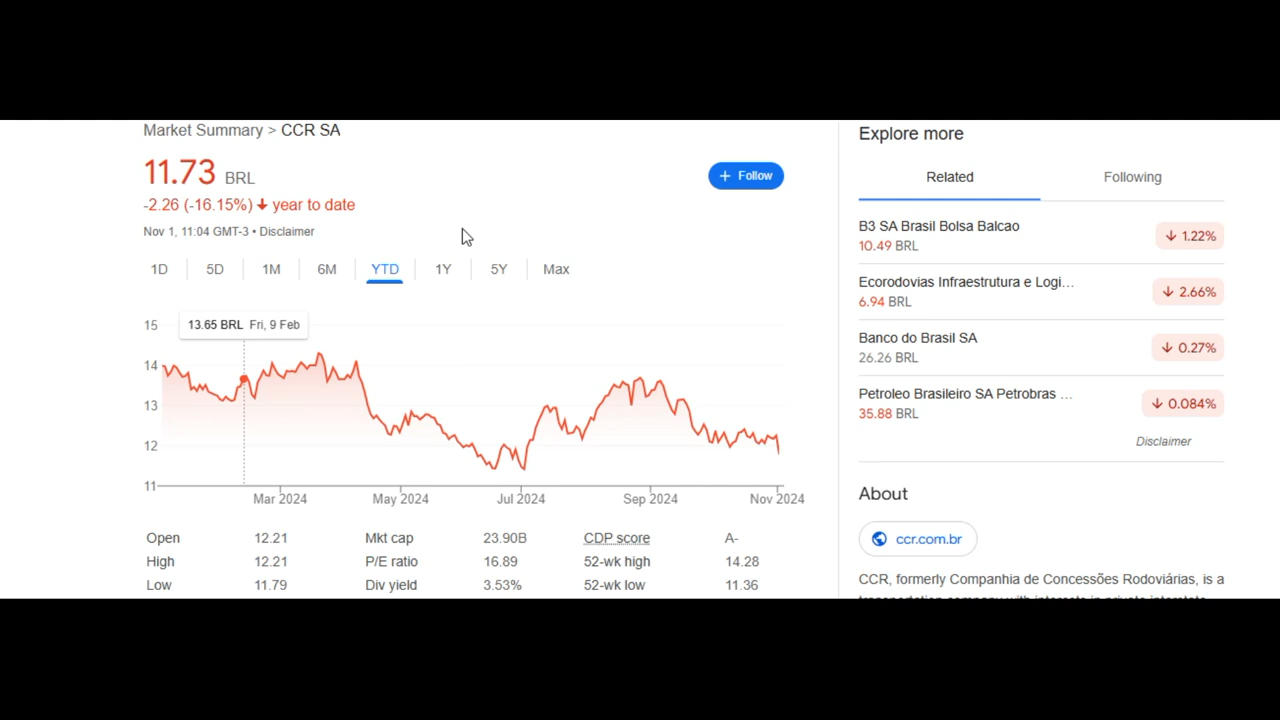 Market Summary > CCR SA
11.73 BRL
+ Follow
-2.26 (-16.15%) ↓ year to date
Nov 1, 11:04 GMT-3 • Disclaimer
1D 5D 1M 6M YTD 1Y 5Y Max
13.65 BRL Fri, 9 Feb
15
14
13
12
11
Mar 2024 May 2024 Jul 2024 Sep 2024 Nov 2024
Open 12.21 Mkt cap 23.90B CDP score A-
High 12.21 P/E ratio 16.89 52-wk high 14.28
Low 11.79 Div yield 3.53% 52-wk low 11.36
Explore more
Related Following
B3 SA Brasil Bolsa Balcao
10.49 BRL ↓ 1.22%
Ecorodovias Infraestrutura e Logi...
6.94 BRL ↓ 2.66%
Banco do Brasil SA
26.26 BRL ↓ 0.27%
Petroleo Brasileiro SA Petrobras ...
35.88 BRL ↓ 0.084%
Disclaimer
About
ccr.com.br
CCR, formerly Companhia de Concessões Rodoviárias, is a
transportation company with interests in private interstate